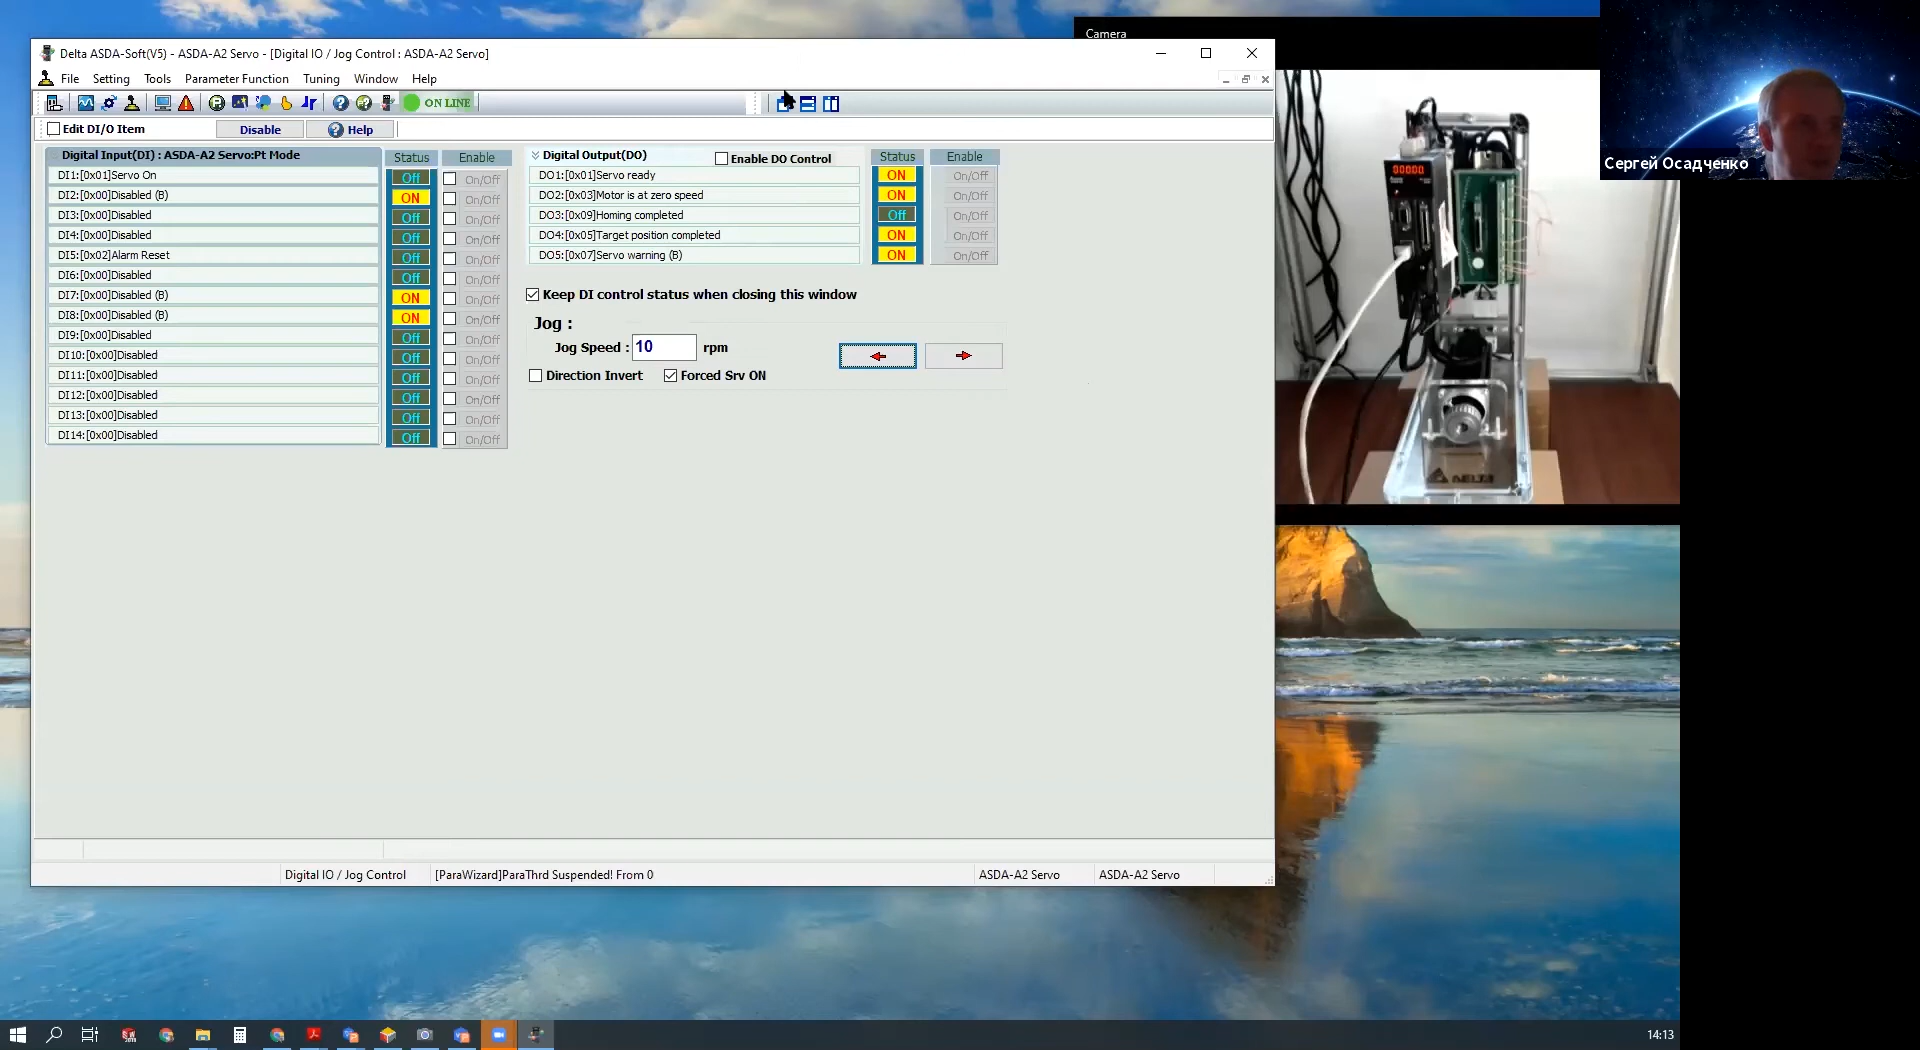 Camera
Delta ASDA-Soft(V5) - ASDA-A2 Servo - [Digital IO / Jog Control : ASDA-A2 Servo]
File Setting Tools Parameter Function Tuning Window Help
ON LINE
Edit DI/O Item Disable Help
Digital Input(DI) : ASDA-A2 Servo:Pt Mode Status Enable
DI1:[0x01]Servo On Off On/Off
DI2:[0x00]Disabled (B) ON On/Off
DI3:[0x00]Disabled Off On/Off
DI4:[0x00]Disabled Off On/Off
DI5:[0x02]Alarm Reset Off On/Off
DI6:[0x00]Disabled Off On/Off
DI7:[0x00]Disabled (B) ON On/Off
DI8:[0x00]Disabled (B) ON On/Off
DI9:[0x00]Disabled Off On/Off
DI10:[0x00]Disabled Off On/Off
DI11:[0x00]Disabled Off On/Off
DI12:[0x00]Disabled Off On/Off
DI13:[0x00]Disabled Off On/Off
DI14:[0x00]Disabled Off On/Off
Digital Output(DO) Enable DO Control Status Enable
DO1:[0x01]Servo ready ON On/Off
DO2:[0x03]Motor is at zero speed ON On/Off
DO3:[0x09]Homing completed Off On/Off
DO4:[0x05]Target position completed ON On/Off
DO5:[0x07]Servo warning (B) ON On/Off
Keep DI control status when closing this window
Jog :
Jog Speed : 10 rpm
Direction Invert Forced Srv ON
Digital IO / Jog Control [ParaWizard]ParaThrd Suspended! From 0 ASDA-A2 Servo ASDA-A2 Servo
Сергей Осадченко
00000
DELTA
14:13